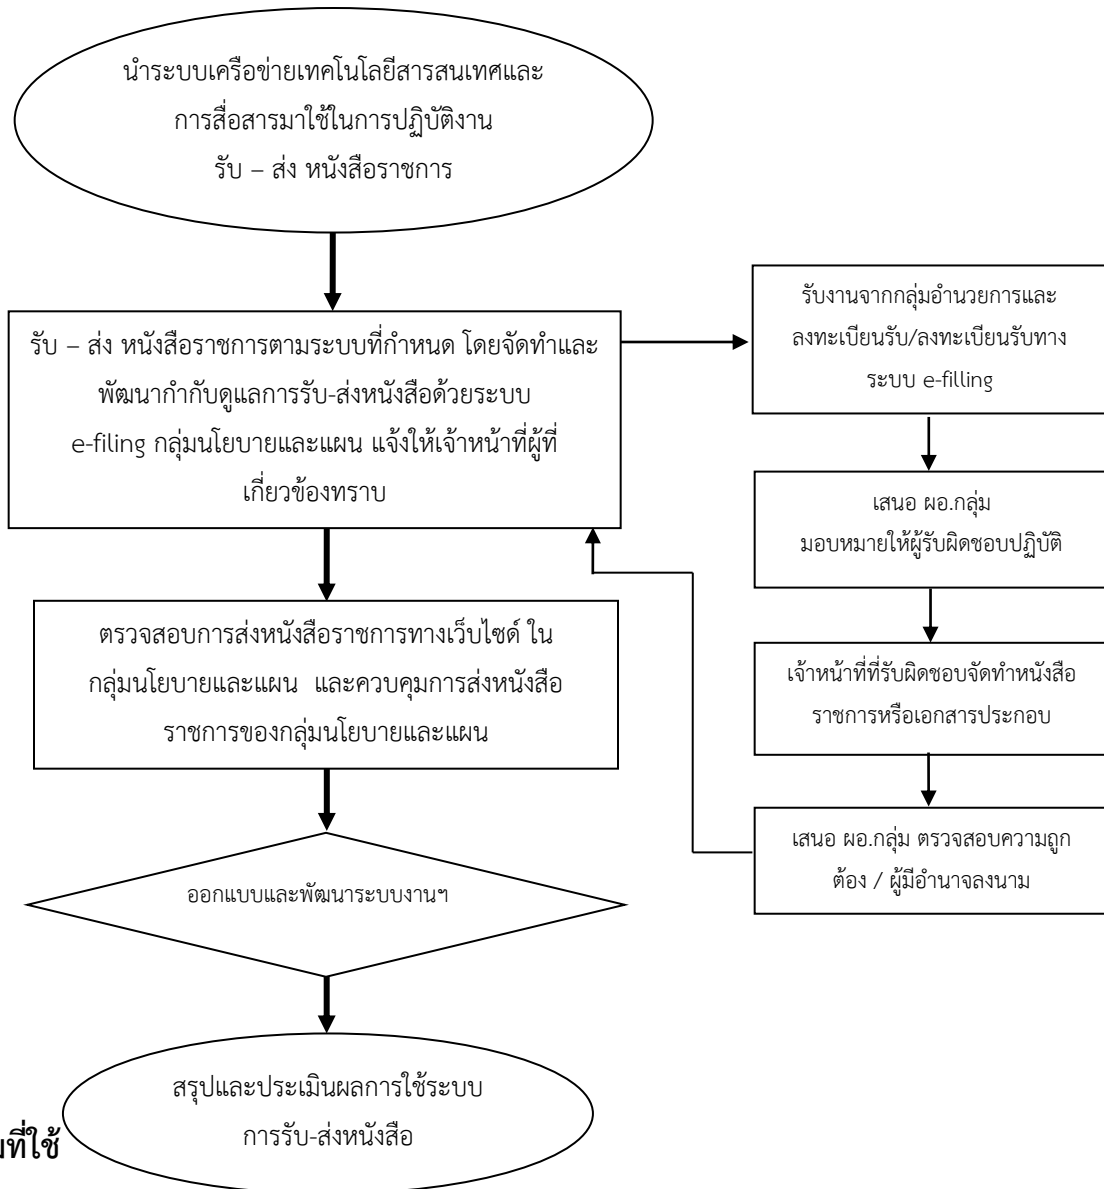 นำระบบเครือข่ายเทคโนโลยีสารสนเทศและ
การสื่อสารมาใช้ในการปฏิบัติงาน
รับ – ส่ง หนังสือราชการ
รับ – ส่ง หนังสือราชการตามระบบที่กำหนด โดยจัดทำและ
พัฒนากำกับดูแลการรับ-ส่งหนังสือด้วยระบบ
e-filing กลุ่มนโยบายและแผน แจ้งให้เจ้าหน้าที่ผู้ที่
เกี่ยวข้องทราบ
รับงานจากกลุ่มอำนวยการและ
ลงทะเบียนรับ/ลงทะเบียนรับทาง
ระบบ e-filling
เสนอ ผอ.กลุ่ม
มอบหมายให้ผู้รับผิดชอบปฏิบัติ
เจ้าหน้าที่ที่รับผิดชอบจัดทำหนังสือ
ราชการหรือเอกสารประกอบ
เสนอ ผอ.กลุ่ม ตรวจสอบความถูก
ต้อง / ผู้มีอำนาจลงนาม
ตรวจสอบการส่งหนังสือราชการทางเว็บไซด์ ใน
กลุ่มนโยบายและแผน และควบคุมการส่งหนังสือ
ราชการของกลุ่มนโยบายและแผน
ออกแบบและพัฒนาระบบงานฯ
สรุปและประเมินผลการใช้ระบบ
การรับ-ส่งหนังสือ
ที่ใช้